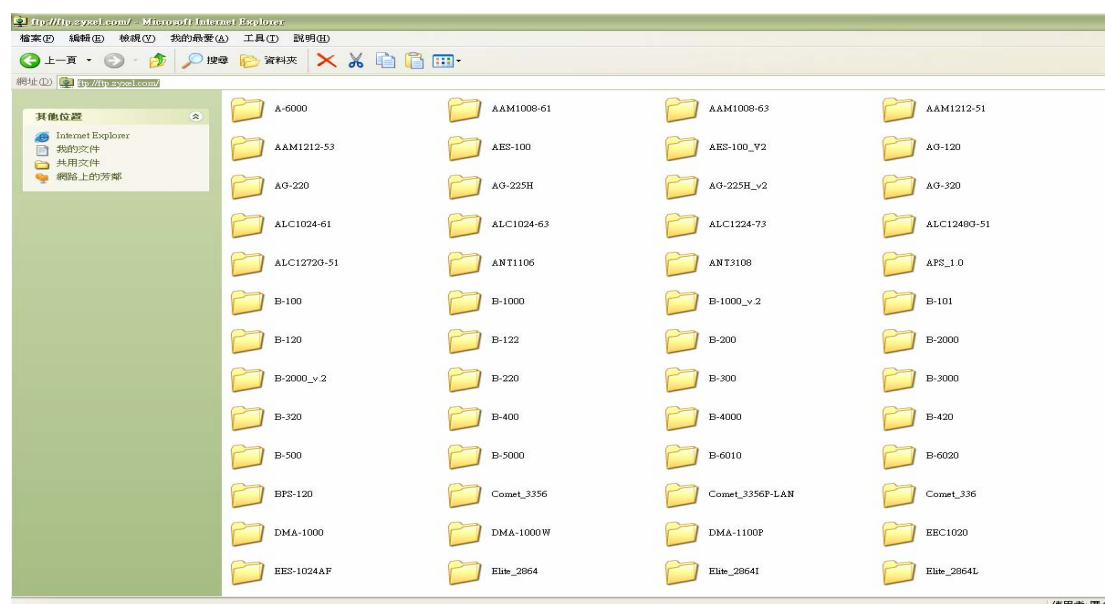 ftp://ftp.zyxel.com/ - Microsoft Internet Explorer
檔案(F) 編輯(E) 檢視(V) 我的最愛(A) 工具(T) 說明(H)
上一頁 搜尋 資料夾
網址(D) ftp://ftp.zyxel.com/
其他位置
Internet Explorer
我的文件
共用文件
網路上的芳鄰
A-6000 AAM1008-61 AAM1008-63 AAM1212-51
AAM1212-53 AES-100 AES-100_V2 AG-120
AG-220 AG-225H AG-225H_v2 AG-320
ALC1024-61 ALC1024-63 ALC1224-73 ALC1248G-51
ALC1272G-51 ANT1106 ANT3108 APS_1.0
B-100 B-1000 B-1000_v.2 B-101
B-120 B-122 B-200 B-2000
B-2000_v.2 B-220 B-300 B-3000
B-320 B-400 B-4000 B-420
B-500 B-5000 B-6010 B-6020
BPS-120 Comet_3356 Comet_3356P-LAN Comet_336
DMA-1000 DMA-1000W DMA-1100P EEC1020
EES-1024AF Elite_2864 Elite_2864I Elite_2864L